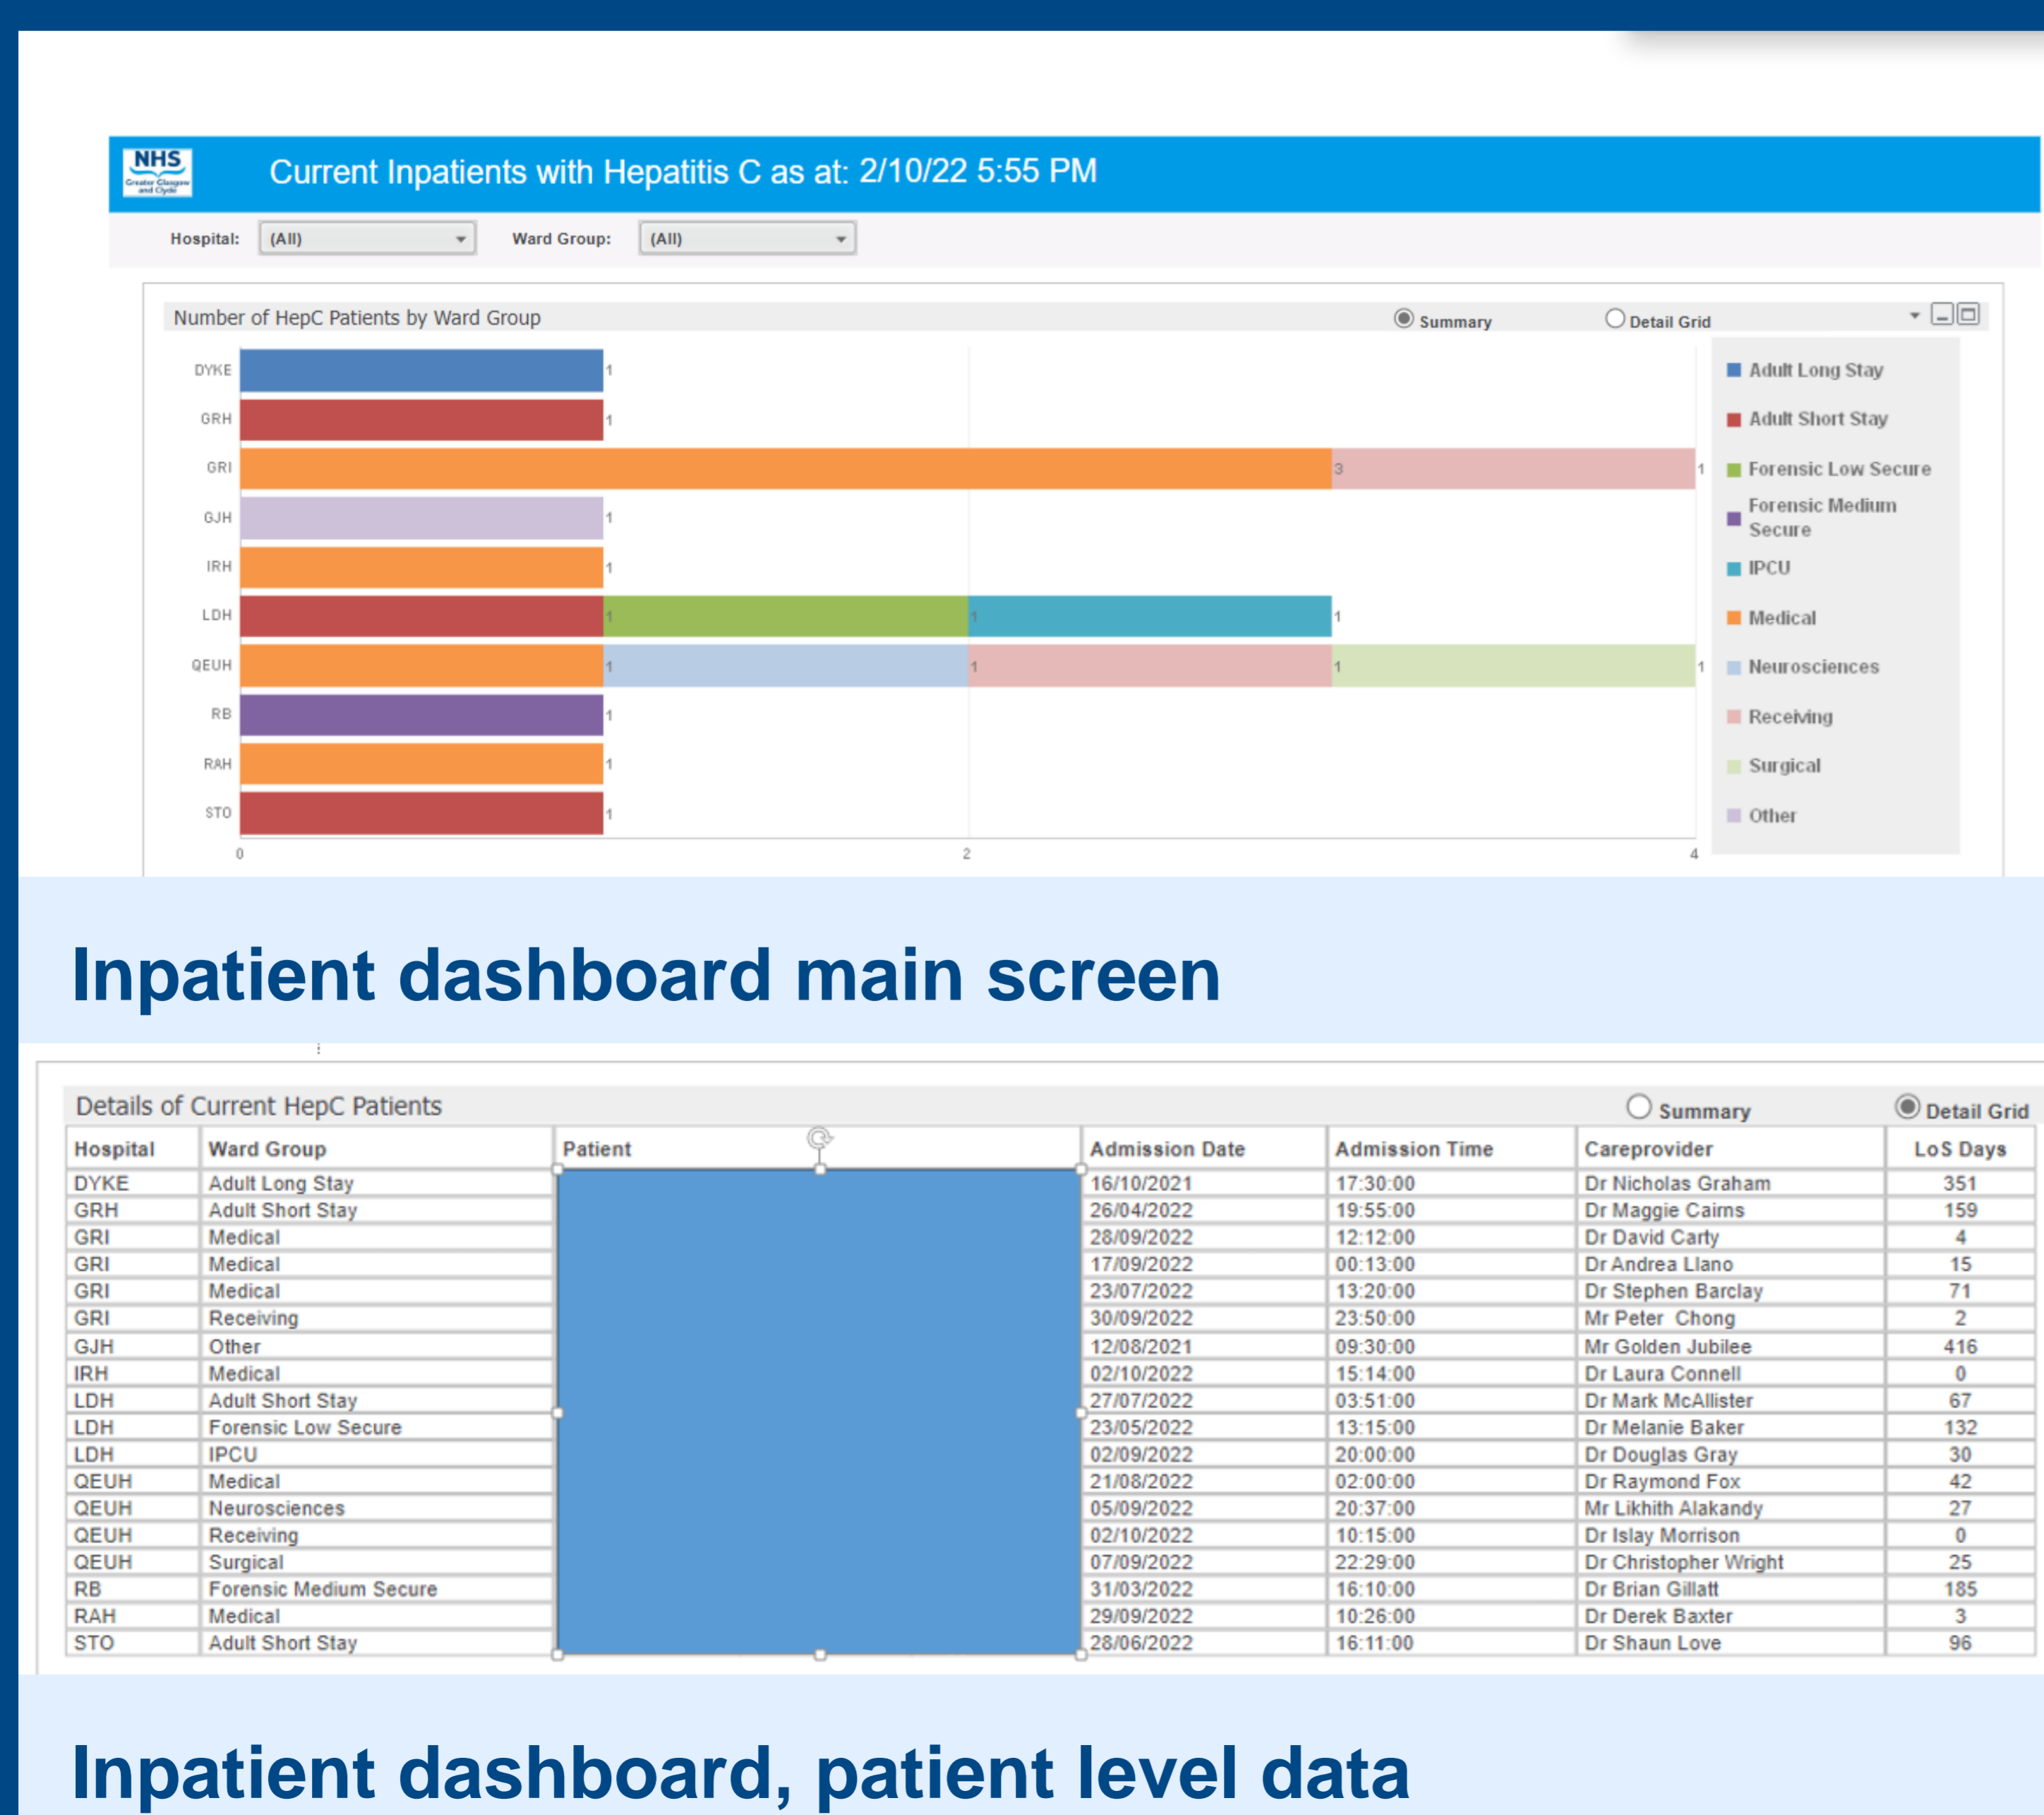 NHS
Greater Glasgow
and Clyde
Current Inpatients with Hepatitis C as at: 2/10/22 5:55 PM
Hospital: (All) Ward Group: (All)
Number of HepC Patients by Ward Group Summary Detail Grid
DYKE 1
GRH 1
GRI 3 1
GJH 1
IRH 1
LDH 1 1 1
QEUH 1 1 1 1
RB 1
RAH 1
STO 1
0 2 4
Adult Long Stay
Adult Short Stay
Forensic Low Secure
Forensic Medium
Secure
IPCU
Medical
Neurosciences
Receiving
Surgical
Other
Inpatient dashboard main screen
Details of Current HepC Patients Summary Detail Grid
Hospital Ward Group Patient Admission Date Admission Time Careprovider LoS Days
DYKE Adult Long Stay 16/10/2021 17:30:00 Dr Nicholas Graham 351
GRH Adult Short Stay 26/04/2022 19:55:00 Dr Maggie Cairns 159
GRI Medical 28/09/2022 12:12:00 Dr David Carty 4
GRI Medical 17/09/2022 00:13:00 Dr Andrea Llano 15
GRI Medical 23/07/2022 13:20:00 Dr Stephen Barclay 71
GRI Receiving 30/09/2022 23:50:00 Mr Peter Chong 2
GJH Other 12/08/2021 09:30:00 Mr Golden Jubilee 416
IRH Medical 02/10/2022 15:14:00 Dr Laura Connell 0
LDH Adult Short Stay 27/07/2022 03:51:00 Dr Mark McAllister 67
LDH Forensic Low Secure 23/05/2022 13:15:00 Dr Melanie Baker 132
LDH IPCU 02/09/2022 20:00:00 Dr Douglas Gray 30
QEUH Medical 21/08/2022 02:00:00 Dr Raymond Fox 42
QEUH Neurosciences 05/09/2022 20:37:00 Mr Likhith Alakandy 27
QEUH Receiving 02/10/2022 10:15:00 Dr Islay Morrison 0
QEUH Surgical 07/09/2022 22:29:00 Dr Christopher Wright 25
RB Forensic Medium Secure 31/03/2022 16:10:00 Dr Brian Gillatt 185
RAH Medical 29/09/2022 10:26:00 Dr Derek Baxter 3
STO Adult Short Stay 28/06/2022 16:11:00 Dr Shaun Love 96
Inpatient dashboard, patient level data